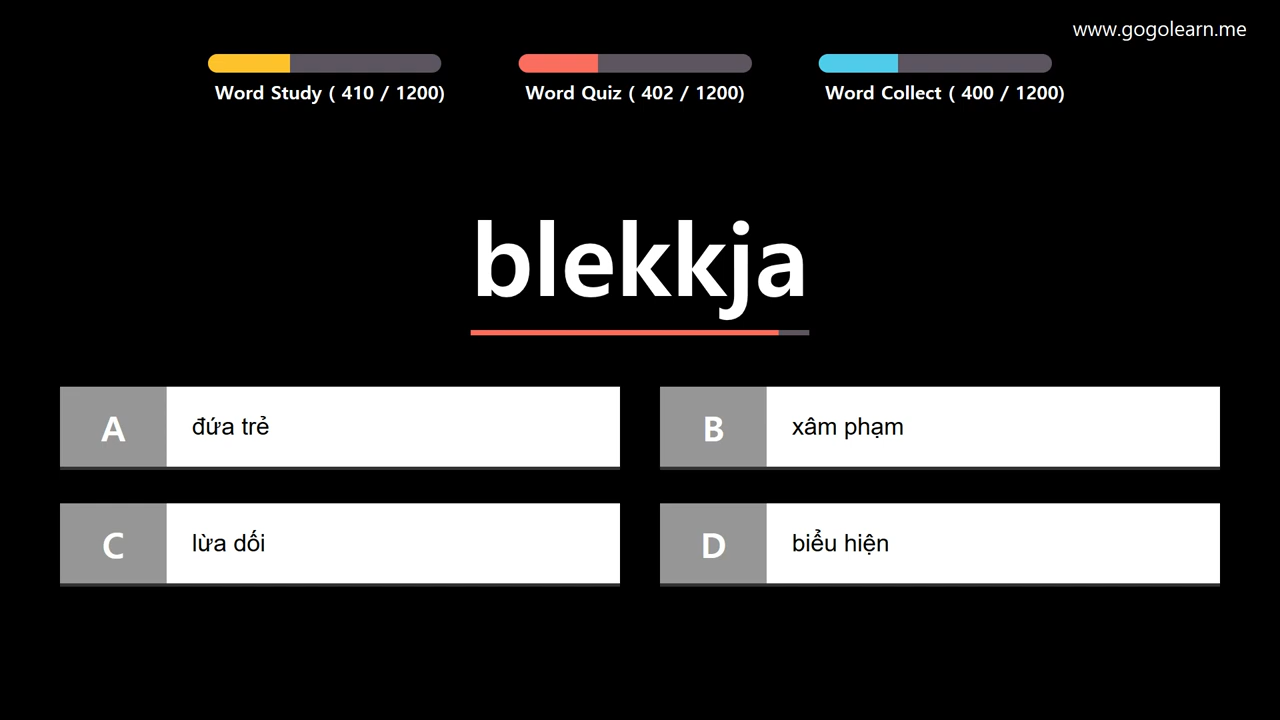 www.gogolearn.me
Word Study ( 410 / 1200)
Word Quiz ( 402 / 1200)
Word Collect ( 400 / 1200)
blekkja
A đứa trẻ
B xâm phạm
C lừa dối
D biểu hiện